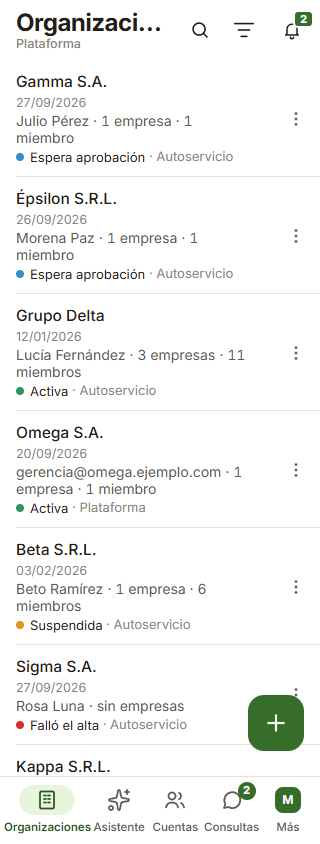 Organizaci...
Plataforma
2
Gamma S.A.
27/09/2026
Julio Pérez · 1 empresa · 1
miembro
Espera aprobación · Autoservicio
Épsilon S.R.L.
26/09/2026
Morena Paz · 1 empresa · 1
miembro
Espera aprobación · Autoservicio
Grupo Delta
12/01/2026
Lucía Fernández · 3 empresas · 11
miembros
Activa · Autoservicio
Omega S.A.
20/09/2026
gerencia@omega.ejemplo.com · 1
empresa · 1 miembro
Activa · Plataforma
Beta S.R.L.
03/02/2026
Beto Ramírez · 1 empresa · 6
miembros
Suspendida · Autoservicio
Sigma S.A.
27/09/2026
Rosa Luna · sin empresas
Falló el alta · Autoservicio
Kappa S.R.L.
2
M
Organizaciones Asistente Cuentas Consultas Más